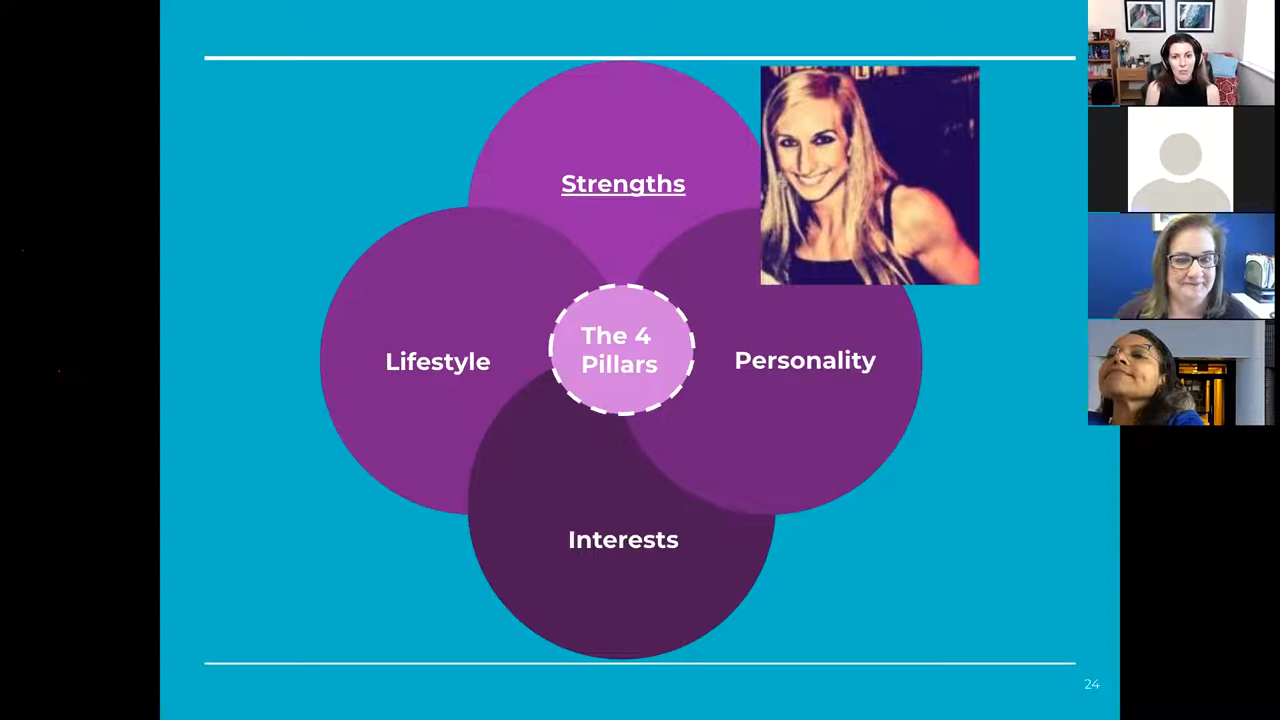 Strengths
Lifestyle
The 4
Pillars
Personality
Interests
24